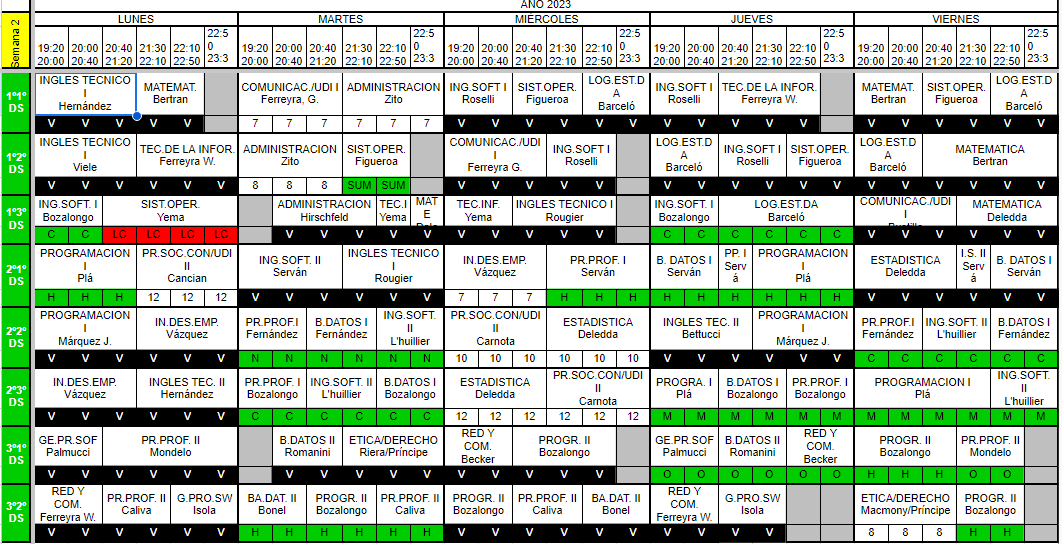 AÑO 2023
Semana 2
LUNES MARTES MIÉRCOLES JUEVES VIERNES
19:20 20:00 20:40 21:30 22:10 22:50 19:20 20:00 20:40 21:30 22:10 22:50 19:20 20:00 20:40 21:30 22:10 22:50 19:20 20:00 20:40 21:30 22:10 22:50 19:20 20:00 20:40 21:30 22:10 22:50
20:00 20:40 21:20 22:10 22:50 23:3 20:00 20:40 21:20 22:10 22:50 23:3 20:00 20:40 21:20 22:10 22:50 23:3 20:00 20:40 21:20 22:10 22:50 23:3 20:00 20:40 21:20 22:10 22:50 23:3
1º1º DS
INGLES TECNICO I Hernández MATEMAT. Bertran COMUNICAC./UDI I Ferreyra, G. ADMINISTRACION Zito ING.SOFT I Roselli SIST.OPER. Figueroa LOG.EST.DA Barceló ING.SOFT I Roselli TEC.DE LA INFOR. Ferreyra W. MATEMAT. Bertran SIST.OPER. Figueroa LOG.EST.DA Barceló
V V V V V 7 7 7 7 7 7 V V V V V V V V V V V V V V V V V
1º2º DS
INGLES TECNICO I Viele TEC.DE LA INFOR. Ferreyra W. ADMINISTRACION Zito SIST.OPER. Figueroa COMUNICAC./UDI I Ferreyra G. ING.SOFT I Roselli LOG.EST.DA Barceló ING.SOFT I Roselli SIST.OPER. Figueroa LOG.EST.DA Barceló MATEMATICA Bertran
V V V V V V 8 8 8 SUM SUM V V V V V V V V V V V V V V V V V
1º3º DS
ING.SOFT. I Bozalongo SIST.OPER. Yema ADMINISTRACION Hirschfeld TEC.I Yema MATE TEC.INF. Yema INGLES TECNICO I Rougier ING.SOFT. I Bozalongo LOG.EST.DA Barceló COMUNICAC./UDI I MATEMATICA Deledda
C C LC LC LC LC V V V V V V V V V V C C C C C C V V V V V V
2º1º DS
PROGRAMACION I Plá PR.SOC.CON/UDI II Cancian ING.SOFT. II Serván INGLES TECNICO I Rougier IN.DES.EMP. Vázquez PR.PROF. I Serván B. DATOS I Serván PP. I Servá PROGRAMACION I Plá ESTADISTICA Deledda I.S. II Servá B. DATOS I Serván
H H H 12 12 12 V V V V V V 7 7 7 H H H H H H H H H V V V V V V
2º2º DS
PROGRAMACION I Márquez J. IN.DES.EMP. Vázquez PR.PROF.I Fernández B.DATOS I Fernández ING.SOFT. II L'huillier PR.SOC.CON/UDI II Carnota ESTADISTICA Deledda INGLES TEC. II Bettucci PROGRAMACION I Márquez J. PR.PROF.I Fernández ING.SOFT. II L'huillier B.DATOS I Fernández
V V V V V V N N N N N N 10 10 10 10 10 10 V V V V V V C C C C C C
2º3º DS
IN.DES.EMP. Vázquez INGLES TEC. II Hernández PR.PROF. I Bozalongo ING.SOFT. II L'huillier B.DATOS I Bozalongo ESTADISTICA Deledda PR.SOC.CON/UDI II Carnota PROGRA. I Plá B.DATOS I Bozalongo PR.PROF. I Bozalongo PROGRAMACION I Plá ING.SOFT. II L'huillier
V V V V V V C C C C C C 12 12 12 12 12 12 M M M M M M M M M M M M
3º1º DS
GE.PR.SOF Palmucci PR.PROF. II Mondelo B.DATOS II Romanini ETICA/DERECHO Riera/Príncipe RED Y COM. Becker PROGR. II Bozalongo GE.PR.SOF Palmucci B.DATOS II Romanini RED Y COM. Becker PROGR. II Bozalongo PR.PROF. II Mondelo
V V V V V V V V V V V V V V V V O O O O O O H H H O O
3º2º DS
RED Y COM. Ferreyra W. PR.PROF. II Caliva G.PRO.SW Isola BA.DAT. II Bonel PROGR. II Bozalongo PR.PROF. II Caliva PROGR. II Bozalongo PR.PROF. II Caliva BA.DAT. II Bonel RED Y COM. Ferreyra W. G.PRO.SW Isola ETICA/DERECHO Macmony/Príncipe PROGR. II Bozalongo
V V V V V V H H H H H H V V V V V V V V V V 8 8 8 H H